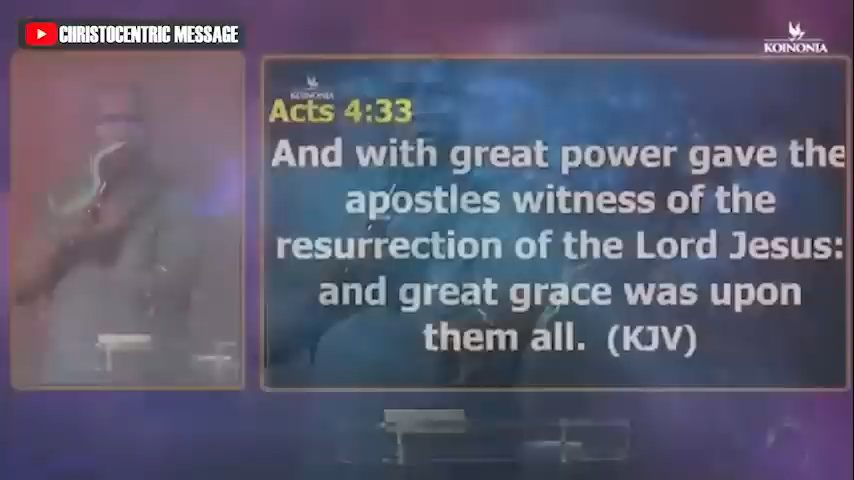 CHRISTOCENTRIC MESSAGE
KOINONIA
KOINONIA
Acts 4:33
And with great power gave the
apostles witness of the
resurrection of the Lord Jesus:
and great grace was upon
them all. (KJV)